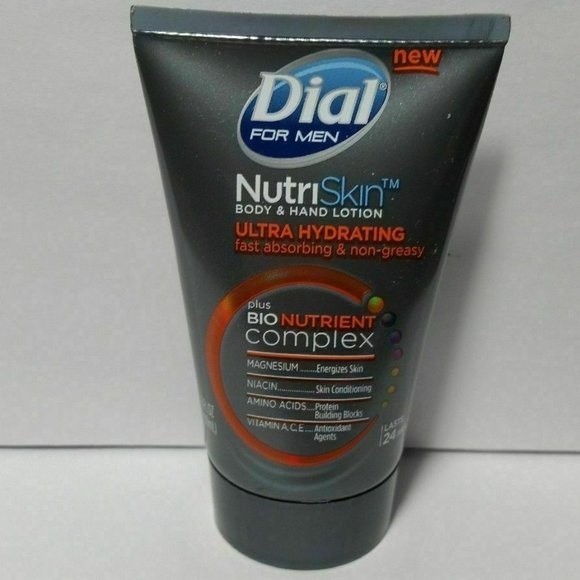 new
Dial®
FOR MEN
NutriSkin™
BODY & HAND LOTION
ULTRA HYDRATING
fast absorbing & non-greasy
plus
BIO NUTRIENT
complex
MAGNESIUM........Energizes Skin
NIACIN................Skin Conditioning
AMINO ACIDS....Protein
Building Blocks
VITAMIN A,C,E....Antioxidant
Agents
24